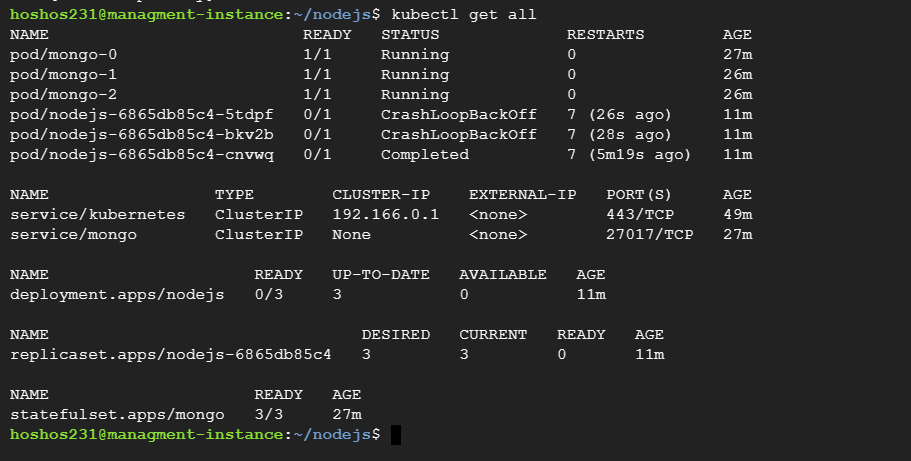 hoshos231@managment-instance:~/nodejs$ kubectl get all
NAME READY STATUS RESTARTS AGE
pod/mongo-0 1/1 Running 0 27m
pod/mongo-1 1/1 Running 0 26m
pod/mongo-2 1/1 Running 0 26m
pod/nodejs-6865db85c4-5tdpf 0/1 CrashLoopBackOff 7 (26s ago) 11m
pod/nodejs-6865db85c4-bkv2b 0/1 CrashLoopBackOff 7 (28s ago) 11m
pod/nodejs-6865db85c4-cnvwq 0/1 Completed 7 (5m19s ago) 11m
NAME TYPE CLUSTER-IP EXTERNAL-IP PORT(S) AGE
service/kubernetes ClusterIP 192.166.0.1 <none> 443/TCP 49m
service/mongo ClusterIP None <none> 27017/TCP 27m
NAME READY UP-TO-DATE AVAILABLE AGE
deployment.apps/nodejs 0/3 3 0 11m
NAME DESIRED CURRENT READY AGE
replicaset.apps/nodejs-6865db85c4 3 3 0 11m
NAME READY AGE
statefulset.apps/mongo 3/3 27m
hoshos231@managment-instance:~/nodejs$